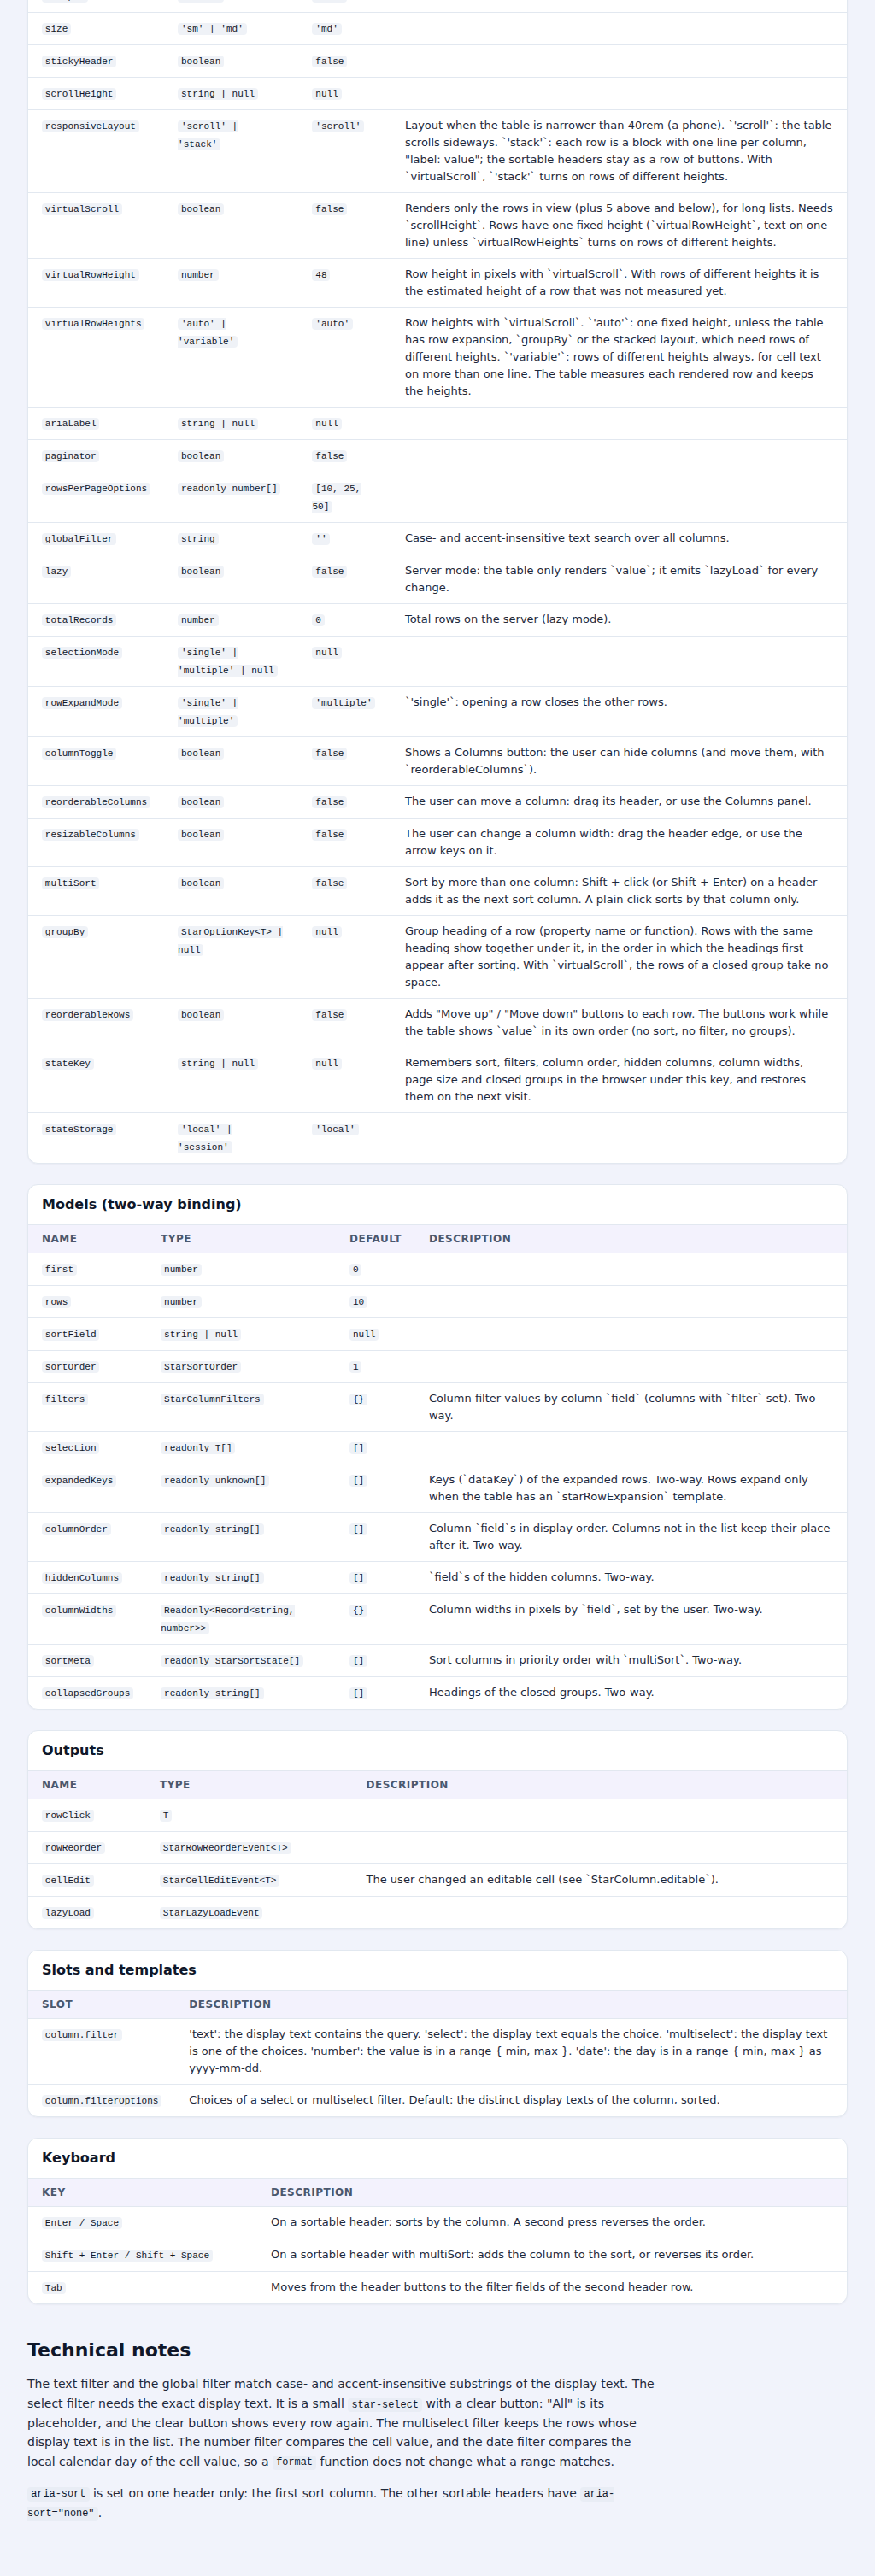 size 'sm' | 'md' 'md'
stickyHeader boolean false
scrollHeight string | null null
responsiveLayout 'scroll' | 'scroll' Layout when the table is narrower than 40rem (a phone). `'scroll'`: the table
'stack' scrolls sideways. `'stack'`: each row is a block with one line per column,
"label: value"; the sortable headers stay as a row of buttons. With
`virtualScroll`, `'stack'` turns on rows of different heights.
virtualScroll boolean false Renders only the rows in view (plus 5 above and below), for long lists. Needs
`scrollHeight`. Rows have one fixed height (`virtualRowHeight`, text on one
line) unless `virtualRowHeights` turns on rows of different heights.
virtualRowHeight number 48 Row height in pixels with `virtualScroll`. With rows of different heights it is
the estimated height of a row that was not measured yet.
virtualRowHeights 'auto' | 'auto' Row heights with `virtualScroll`. `'auto'`: one fixed height, unless the table
'variable' has row expansion, `groupBy` or the stacked layout, which need rows of
different heights. `'variable'`: rows of different heights always, for cell text
on more than one line. The table measures each rendered row and keeps
the heights.
ariaLabel string | null null
paginator boolean false
rowsPerPageOptions readonly number[] [10, 25,
50]
globalFilter string '' Case- and accent-insensitive text search over all columns.
lazy boolean false Server mode: the table only renders `value`; it emits `lazyLoad` for every
change.
totalRecords number 0 Total rows on the server (lazy mode).
selectionMode 'single' | null
'multiple' | null
rowExpandMode 'single' | 'multiple' `'single'`: opening a row closes the other rows.
'multiple'
columnToggle boolean false Shows a Columns button: the user can hide columns (and move them, with
`reorderableColumns`).
reorderableColumns boolean false The user can move a column: drag its header, or use the Columns panel.
resizableColumns boolean false The user can change a column width: drag the header edge, or use the
arrow keys on it.
multiSort boolean false Sort by more than one column: Shift + click (or Shift + Enter) on a header
adds it as the next sort column. A plain click sorts by that column only.
groupBy StarOptionKey<T> | null Group heading of a row (property name or function). Rows with the same
null heading show together under it, in the order in which the headings first
appear after sorting. With `virtualScroll`, the rows of a closed group take no
space.
reorderableRows boolean false Adds "Move up" / "Move down" buttons to each row. The buttons work while
the table shows `value` in its own order (no sort, no filter, no groups).
stateKey string | null null Remembers sort, filters, column order, hidden columns, column widths,
page size and closed groups in the browser under this key, and restores
them on the next visit.
stateStorage 'local' | 'local'
'session'
Models (two-way binding)
NAME TYPE DEFAULT DESCRIPTION
first number 0
rows number 10
sortField string | null null
sortOrder StarSortOrder 1
filters StarColumnFilters {} Column filter values by column `field` (columns with `filter` set). Two-
way.
selection readonly T[] []
expandedKeys readonly unknown[] [] Keys (`dataKey`) of the expanded rows. Two-way. Rows expand only
when the table has an `starRowExpansion` template.
columnOrder readonly string[] [] Column `field`s in display order. Columns not in the list keep their place
after it. Two-way.
hiddenColumns readonly string[] [] `field`s of the hidden columns. Two-way.
columnWidths Readonly<Record<string, {} Column widths in pixels by `field`, set by the user. Two-way.
number>>
sortMeta readonly StarSortState[] [] Sort columns in priority order with `multiSort`. Two-way.
collapsedGroups readonly string[] [] Headings of the closed groups. Two-way.
Outputs
NAME TYPE DESCRIPTION
rowClick T
rowReorder StarRowReorderEvent<T>
cellEdit StarCellEditEvent<T> The user changed an editable cell (see `StarColumn.editable`).
lazyLoad StarLazyLoadEvent
Slots and templates
SLOT DESCRIPTION
column.filter 'text': the display text contains the query. 'select': the display text equals the choice. 'multiselect': the display text
is one of the choices. 'number': the value is in a range { min, max }. 'date': the day is in a range { min, max } as
yyyy-mm-dd.
column.filterOptions Choices of a select or multiselect filter. Default: the distinct display texts of the column, sorted.
Keyboard
KEY DESCRIPTION
Enter / Space On a sortable header: sorts by the column. A second press reverses the order.
Shift + Enter / Shift + Space On a sortable header with multiSort: adds the column to the sort, or reverses its order.
Tab Moves from the header buttons to the filter fields of the second header row.
Technical notes
The text filter and the global filter match case- and accent-insensitive substrings of the display text. The
select filter needs the exact display text. It is a small star-select with a clear button: "All" is its
placeholder, and the clear button shows every row again. The multiselect filter keeps the rows whose
display text is in the list. The number filter compares the cell value, and the date filter compares the
local calendar day of the cell value, so a format function does not change what a range matches.
aria-sort is set on one header only: the first sort column. The other sortable headers have aria-
sort="none" .